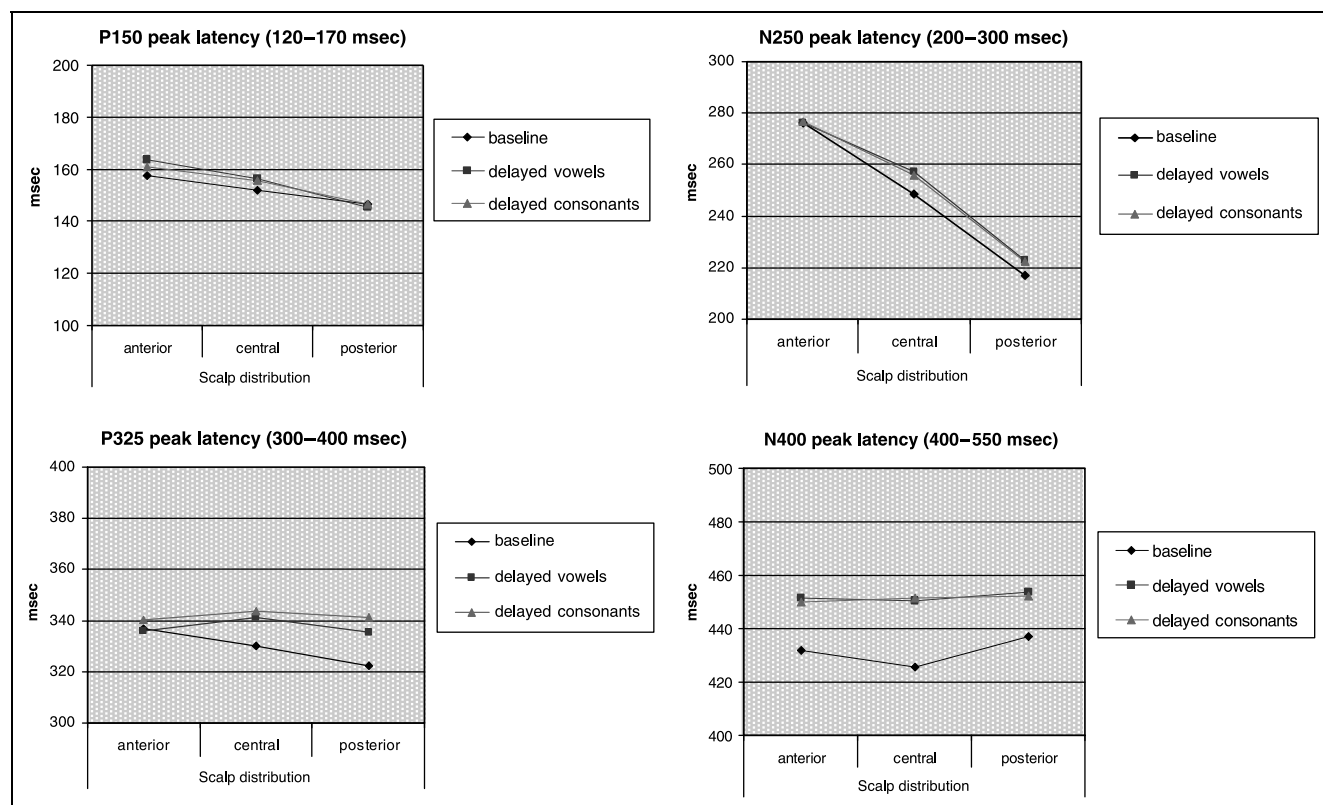 P150 peak latency (120–170 msec)
200
180
160
140
120
100
msec
anterior
central
posterior
Scalp distribution
baseline
delayed vowels
delayed consonants
N250 peak latency (200–300 msec)
300
280
260
240
220
200
msec
anterior
central
posterior
Scalp distribution
baseline
delayed vowels
delayed consonants
P325 peak latency (300–400 msec)
400
380
360
340
320
300
msec
anterior
central
posterior
Scalp distribution
baseline
delayed vowels
delayed consonants
N400 peak latency (400–550 msec)
500
480
460
440
420
400
msec
anterior
central
posterior
Scalp distribution
baseline
delayed vowels
delayed consonants